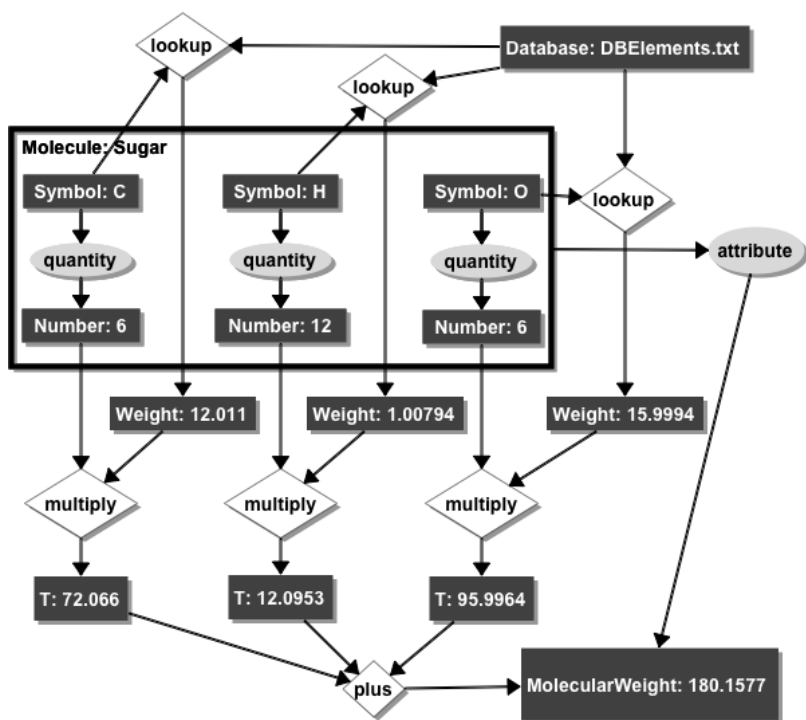 lookup
Database: DBElements.txt
lookup
Molecule: Sugar
Symbol: C
Symbol: H
Symbol: O
lookup
quantity
quantity
quantity
attribute
Number: 6
Number: 12
Number: 6
Weight: 12.011
Weight: 1.00794
Weight: 15.9994
multiply
multiply
multiply
T: 72.066
T: 12.0953
T: 95.9964
plus
MolecularWeight: 180.1577